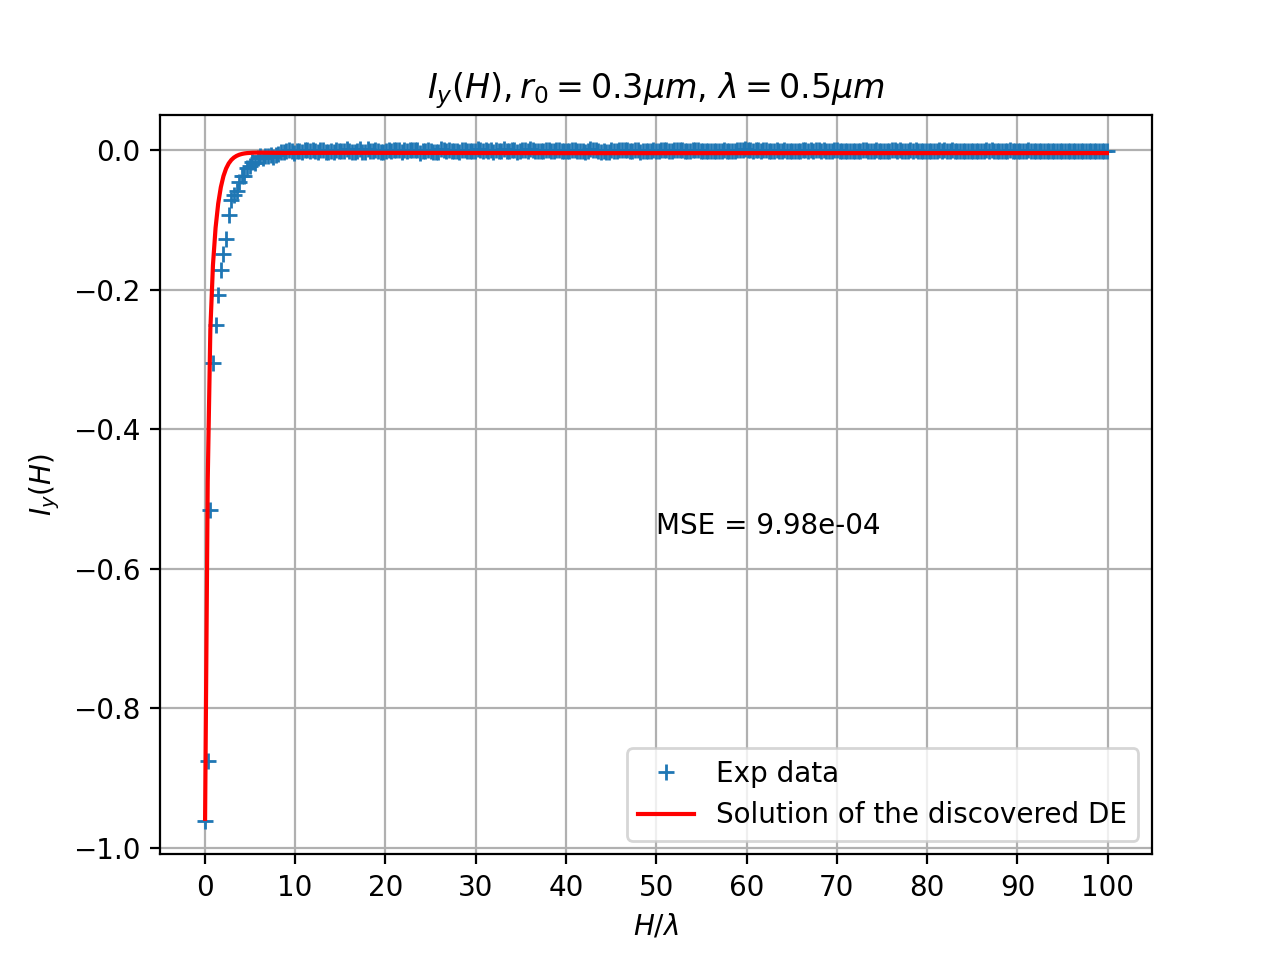 I_y(H), r_0 = 0.3μm, λ = 0.5μm
0.0
−0.2
−0.4
−0.6
−0.8
−1.0
I_y(H)
MSE = 9.98e-04
Exp data
Solution of the discovered DE
0 10 20 30 40 50 60 70 80 90 100
H/λ